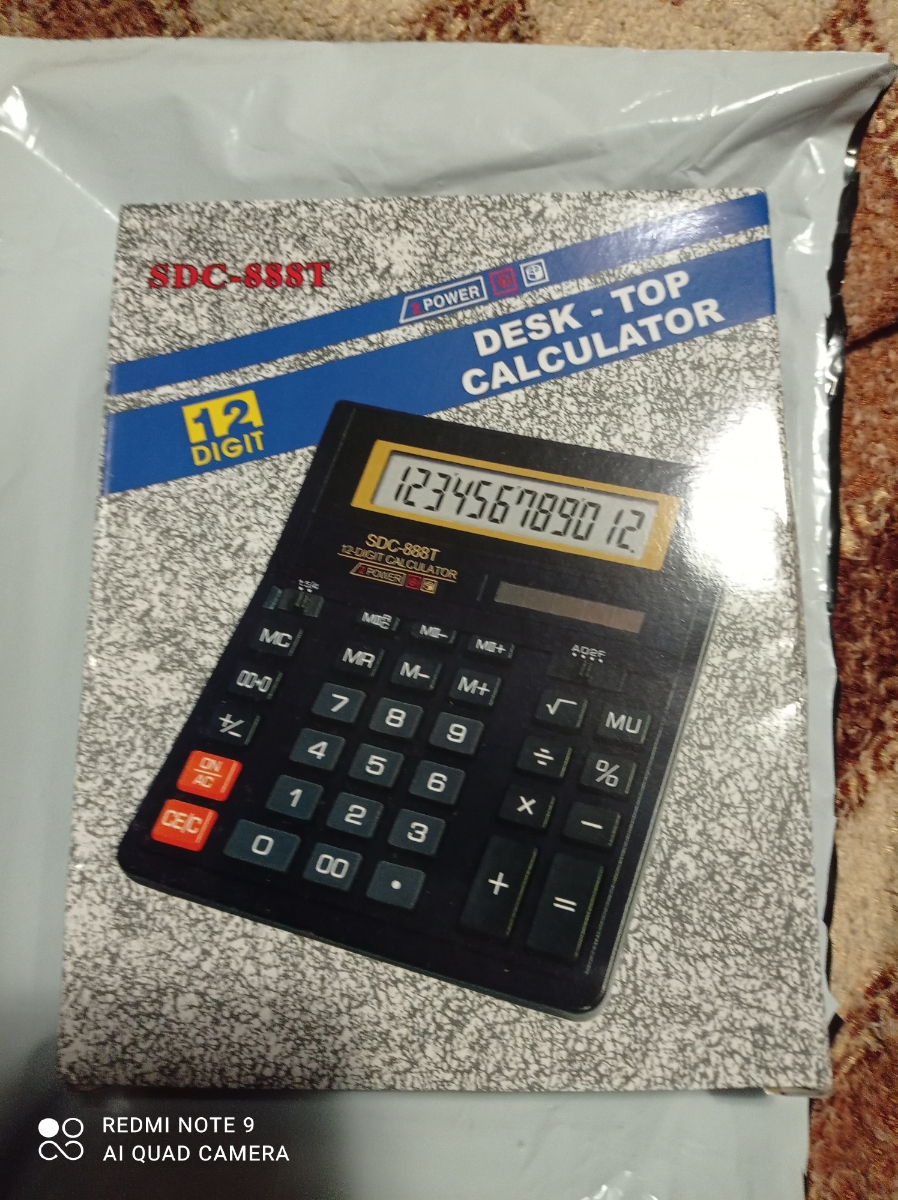 SDC-888T
POWER
DESK - TOP
CALCULATOR
12
DIGIT
123456789012.
SDC-888T
12-DIGIT CALCULATOR
POWER
MC
MR
M-
M+
00→0
7
8
9
√
MU
+/-
4
5
6
÷
%
ON
AC
1
2
3
×
−
CE/C
0
00
.
+
=
REDMI NOTE 9
AI QUAD CAMERA